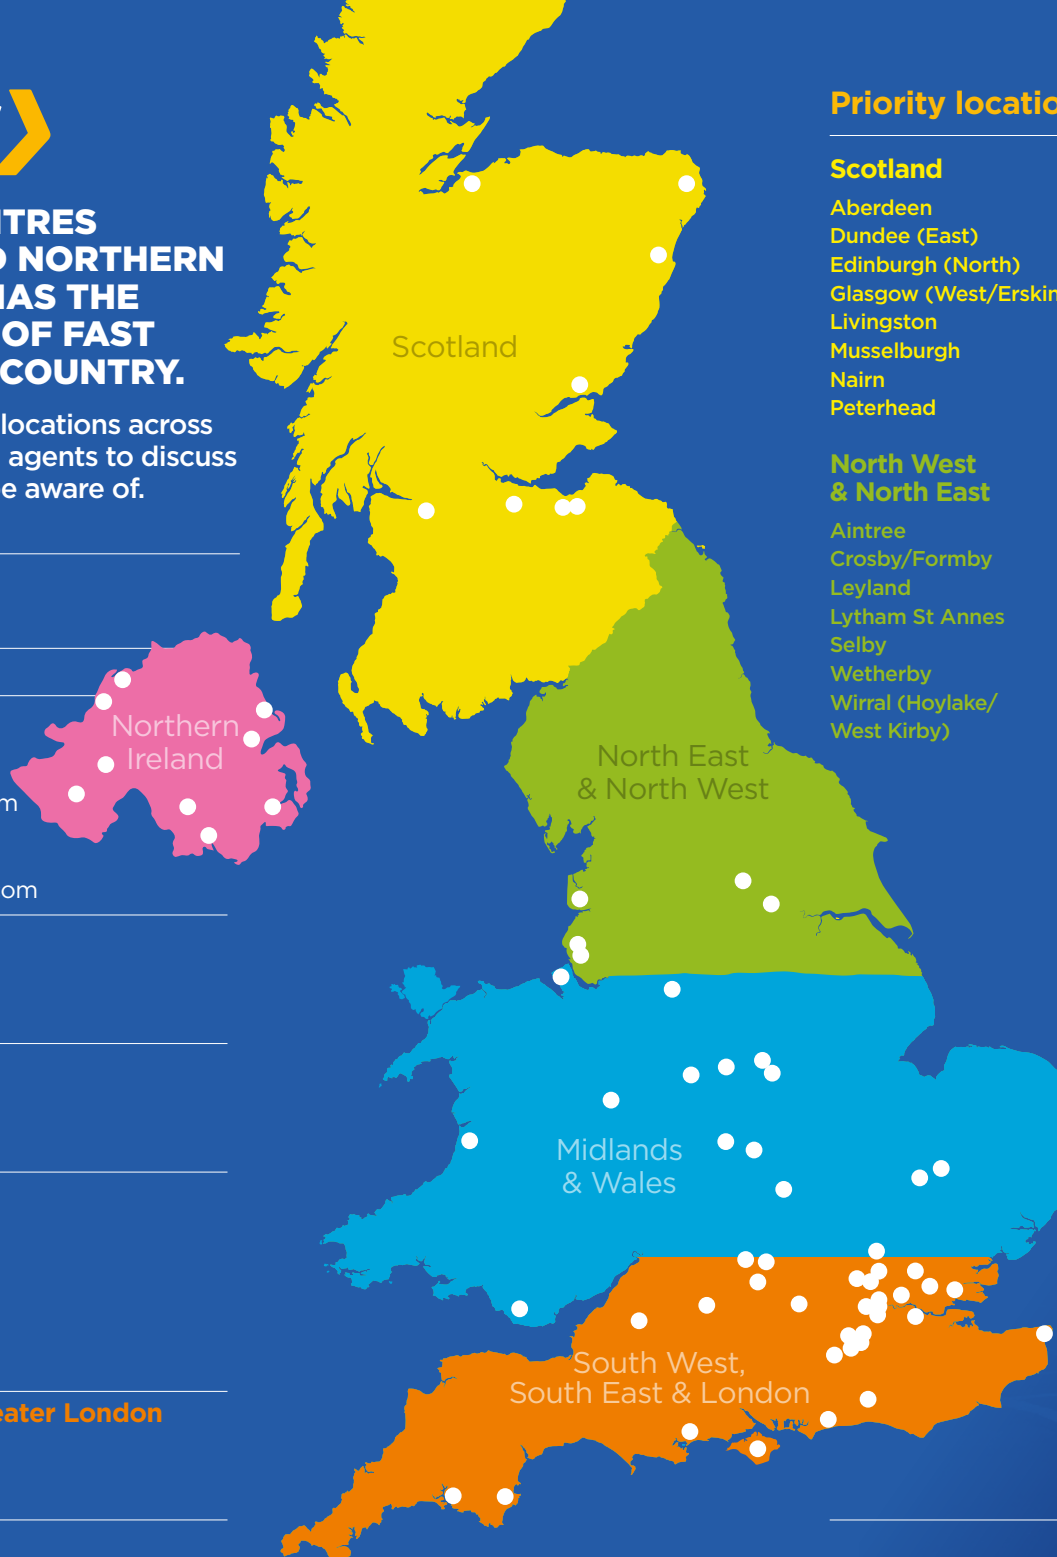 NTRES
D NORTHERN
HAS THE
OF FAST
COUNTRY.
locations across
agents to discuss
e aware of.
m
om
eater London
Scotland
Northern
Ireland
North East
& North West
Midlands
& Wales
South West,
South East & London
Priority locatio
Scotland
Aberdeen
Dundee (East)
Edinburgh (North)
Glasgow (West/Erskin
Livingston
Musselburgh
Nairn
Peterhead
North West
& North East
Aintree
Crosby/Formby
Leyland
Lytham St Annes
Selby
Wetherby
Wirral (Hoylake/
West Kirby)